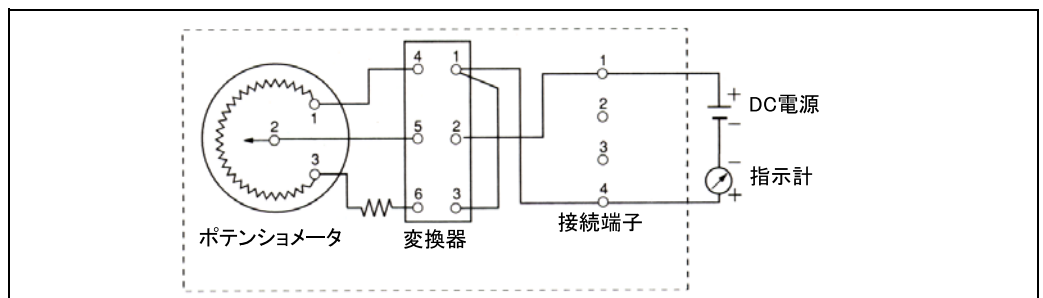 4 1 1
1 + DC電源
2 5 2 2 −
3 3 − 指示計
6 3 4 +
ポテンショメータ 変換器 接続端子